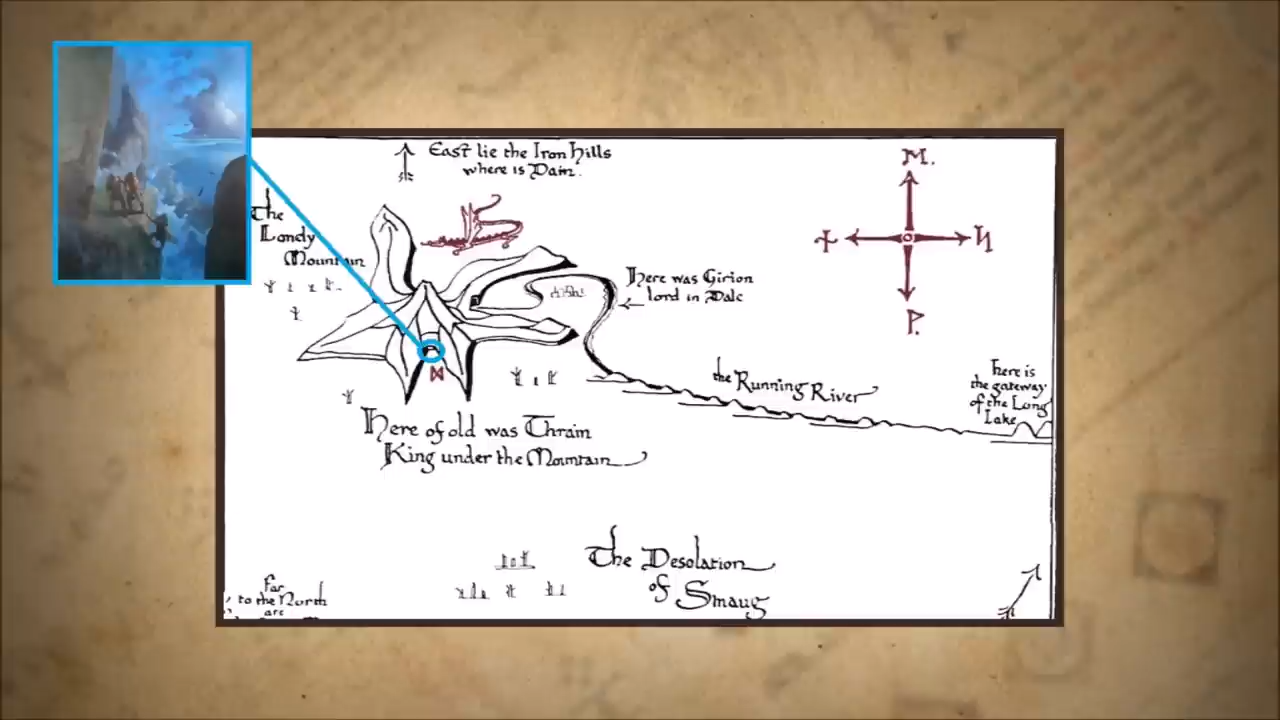 East lie the Iron Hills
where is Dain.
The
Lonely
Mountain
Here was Girion
lord in Dale
the Running River
here is
the gateway
of the Long
Lake
Here of old was Thrain
King under the Mountain
The Desolation
of Smaug
Far
to the North
are
ᛗ